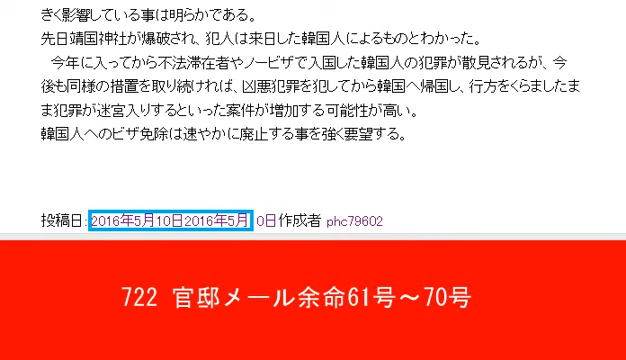 きく影響している事は明らかである。
先日靖国神社が爆破され、犯人は来日した韓国人によるものとわかった。
今年に入ってから不法滞在者やノービザで入国した韓国人の犯罪が散見されるが、今
後も同様の措置を取り続ければ、凶悪犯罪を犯してから韓国へ帰国し、行方をくらましたま
ま犯罪が迷宮入りするといった案件が増加する可能性が高い。
韓国人へのビザ免除は速やかに廃止する事を強く要望する。
投稿日:2016年5月10日2016年5月 0日作成者 phc79602
722 官邸メール余命61号～70号